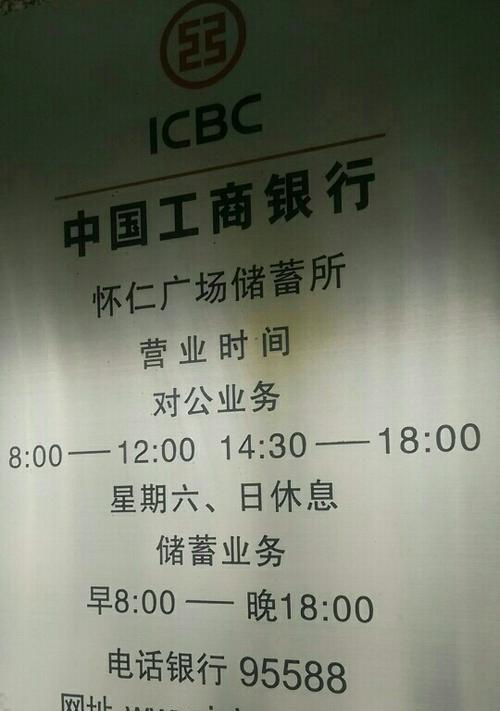 ICBC
中国工商银行
怀仁广场储蓄所
营业时间
对公业务
8:00—12:00 14:30—18:00
星期六、日休息
储蓄业务
早8:00—晚18:00
电话银行 95588
网址